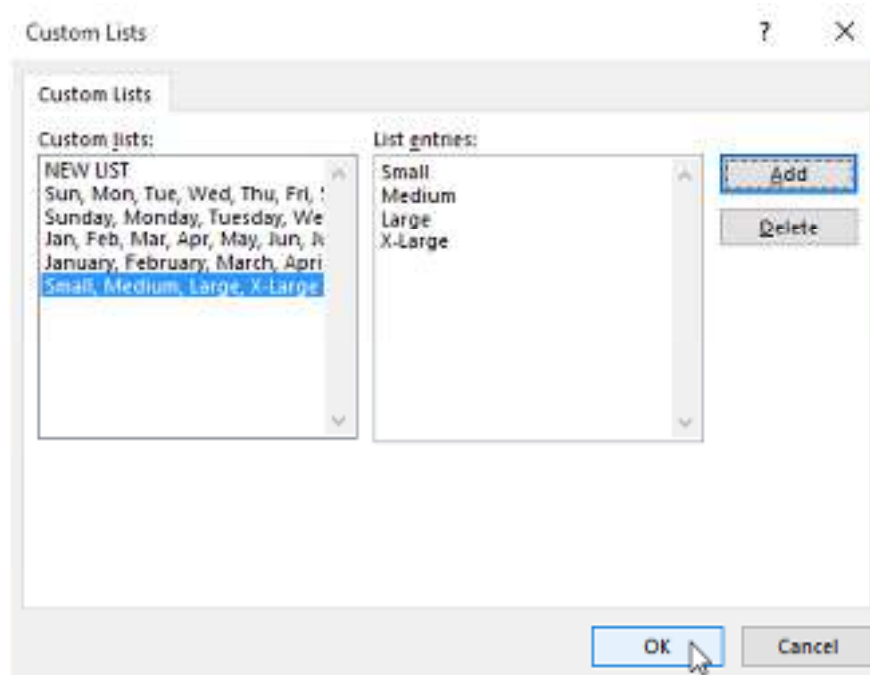 Custom Lists
?
Custom Lists
Custom lists:
NEW LIST
Sun, Mon, Tue, Wed, Thu, Fri,
Sunday, Monday, Tuesday, We
Jan, Feb, Mar, Apr, May, Jun,
January, February, March, Apri
Small, Medium, Large, X-Large
List entries:
Small
Medium
Large
X-Large
Add
Delete
OK
Cancel